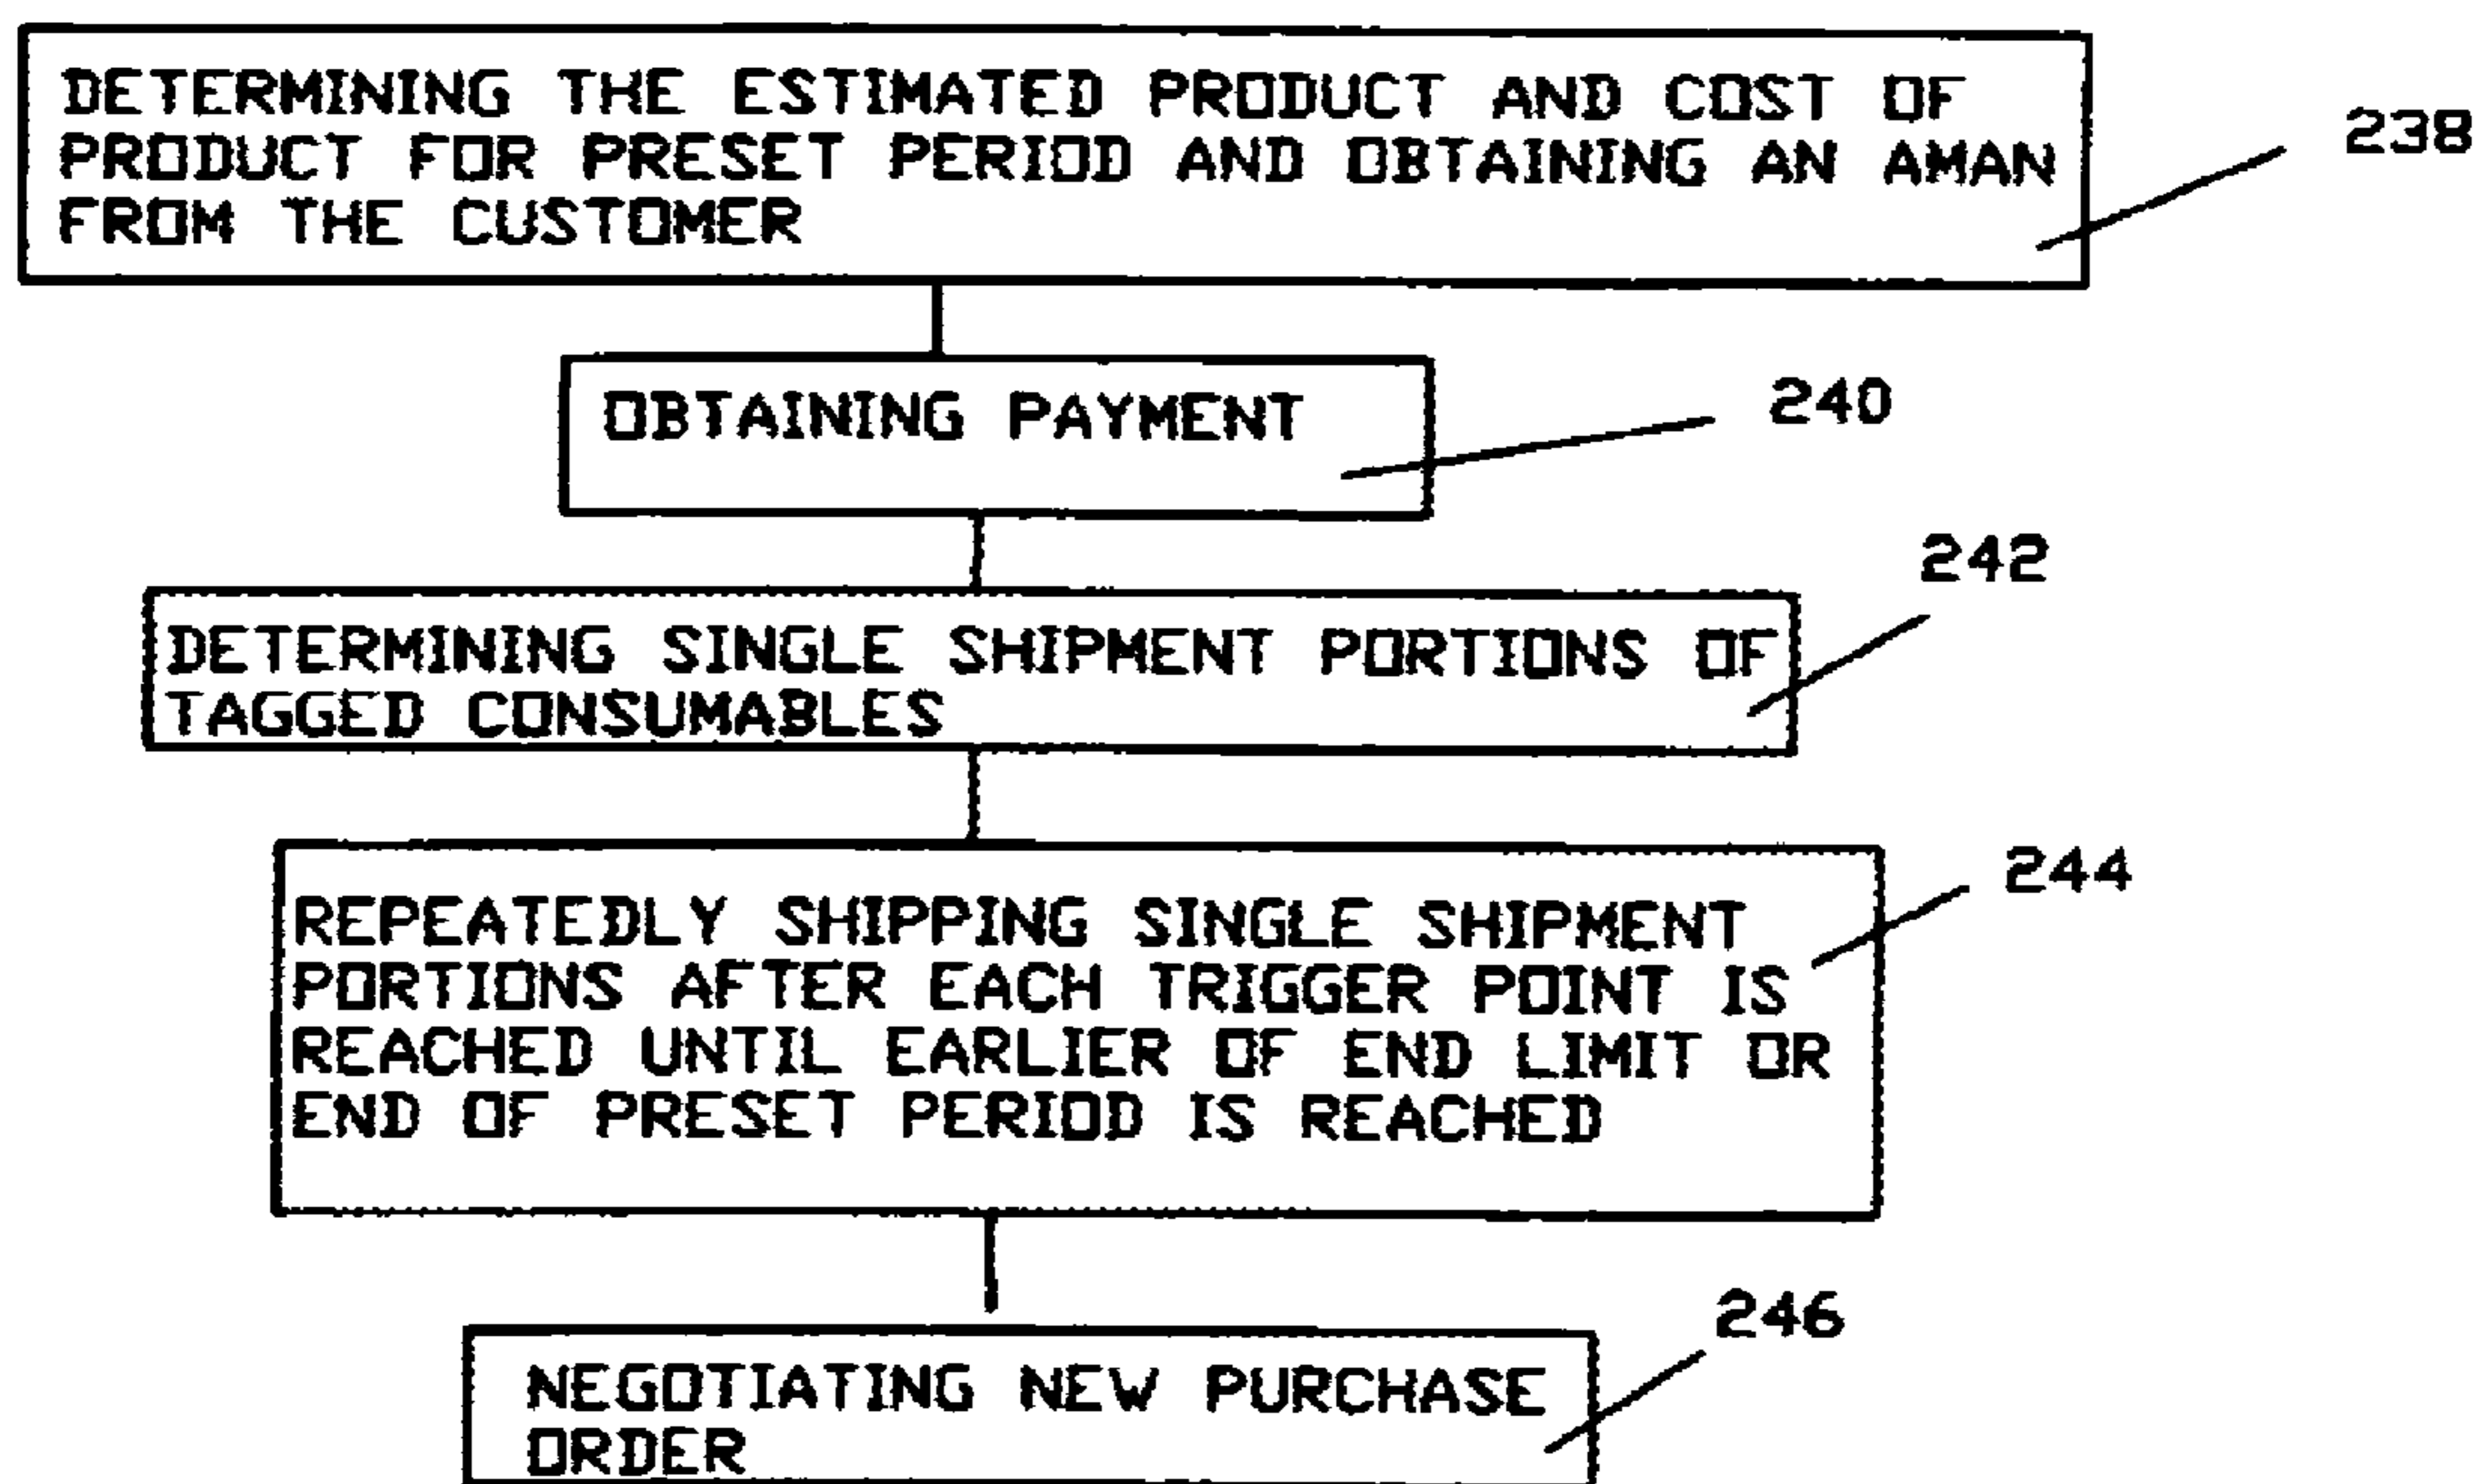 DETERMINING THE ESTIMATED PRODUCT AND COST OF
PRODUCT FOR PRESET PERIOD AND OBTAINING AN AMAN
FROM THE CUSTOMER
238
OBTAINING PAYMENT
240
242
DETERMINING SINGLE SHIPMENT PORTIONS OF
TAGGED CONSUMABLES
244
REPEATEDLY SHIPPING SINGLE SHIPMENT
PORTIONS AFTER EACH TRIGGER POINT IS
REACHED UNTIL EARLIER OF END LIMIT OR
END OF PRESET PERIOD IS REACHED
246
NEGOTIATING NEW PURCHASE
ORDER